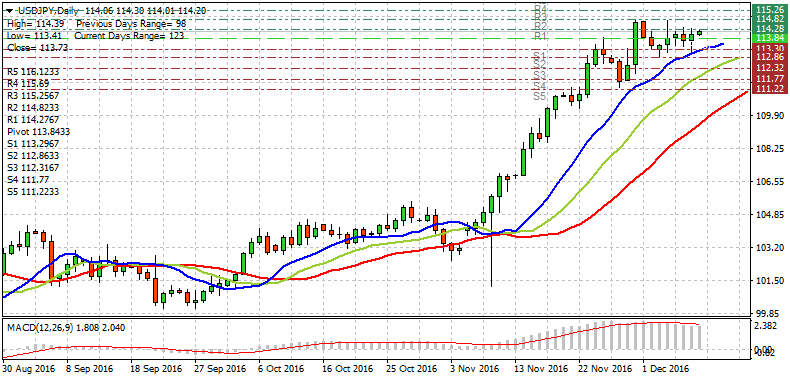 USDJPY,Daily 114.06 114.30 114.01 114.20
High= 114.39 Previous Days Range= 98
Low= 113.41 Current Days Range= 123
Close= 113.73
R5 116.1233
R4 115.69
R3 115.2567
R2 114.8233
R1 114.2767
Pivot 113.8433
S1 113.2967
S2 112.8633
S3 112.3167
S4 111.77
S5 111.2233
R4
R3
R2
R1
S1
S2
S3
S4
S5
115.26
114.82
114.28
113.84
113.30
112.86
112.32
111.77
111.22
109.90
108.25
106.55
104.85
103.20
101.50
99.85
MACD(12,26,9) 1.808 2.040
2.382
0.00
30 Aug 2016
8 Sep 2016
18 Sep 2016
27 Sep 2016
6 Oct 2016
16 Oct 2016
25 Oct 2016
3 Nov 2016
13 Nov 2016
22 Nov 2016
1 Dec 2016